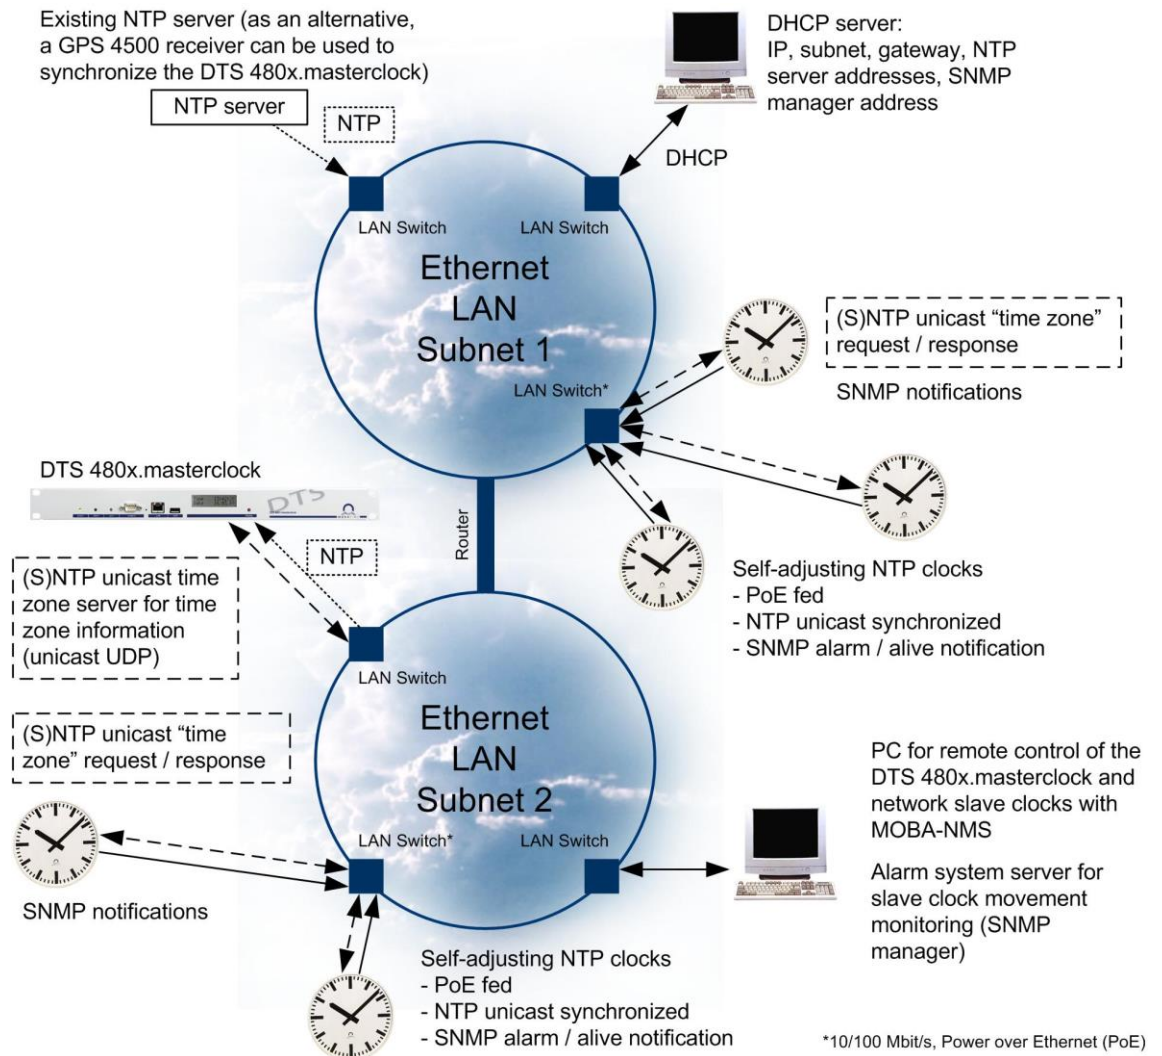 Existing NTP server (as an alternative,
a GPS 4500 receiver can be used to
synchronize the DTS 480x.masterclock)
NTP server
NTP
DHCP server:
IP, subnet, gateway, NTP
server addresses, SNMP
manager address
DHCP
LAN Switch
LAN Switch
Ethernet
LAN
Subnet 1
LAN Switch*
(S)NTP unicast “time zone”
request / response
SNMP notifications
DTS 480x.masterclock
DTS
NTP
Router
Self-adjusting NTP clocks
- PoE fed
- NTP unicast synchronized
- SNMP alarm / alive notification
(S)NTP unicast time
zone server for time
zone information
(unicast UDP)
LAN Switch
Ethernet
LAN
Subnet 2
(S)NTP unicast “time
zone” request / response
LAN Switch*
LAN Switch
SNMP notifications
PC for remote control of the
DTS 480x.masterclock and
network slave clocks with
MOBA-NMS
Alarm system server for
slave clock movement
monitoring (SNMP
manager)
Self-adjusting NTP clocks
- PoE fed
- NTP unicast synchronized
- SNMP alarm / alive notification
*10/100 Mbit/s, Power over Ethernet (PoE)